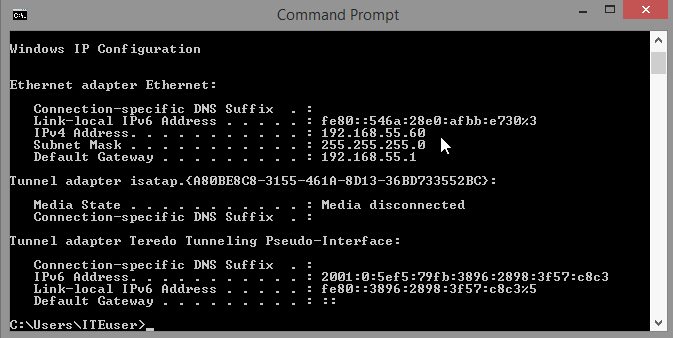 Command Prompt
Windows IP Configuration
Ethernet adapter Ethernet:
Connection-specific DNS Suffix . :
Link-local IPv6 Address . . . . . : fe80::546a:28e0:afbb:e730%3
IPv4 Address. . . . . . . . . . . : 192.168.55.60
Subnet Mask . . . . . . . . . . . : 255.255.255.0
Default Gateway . . . . . . . . . : 192.168.55.1
Tunnel adapter isatap.{A80BE8C8-3155-461A-8D13-36BD733552BC}:
Media State . . . . . . . . . . . : Media disconnected
Connection-specific DNS Suffix . :
Tunnel adapter Teredo Tunneling Pseudo-Interface:
Connection-specific DNS Suffix . :
IPv6 Address. . . . . . . . . . . : 2001:0:5ef5:79fb:3896:2898:3f57:c8c3
Link-local IPv6 Address . . . . . : fe80::3896:2898:3f57:c8c3%5
Default Gateway . . . . . . . . . : ::
C:\Users\ITEuser>_